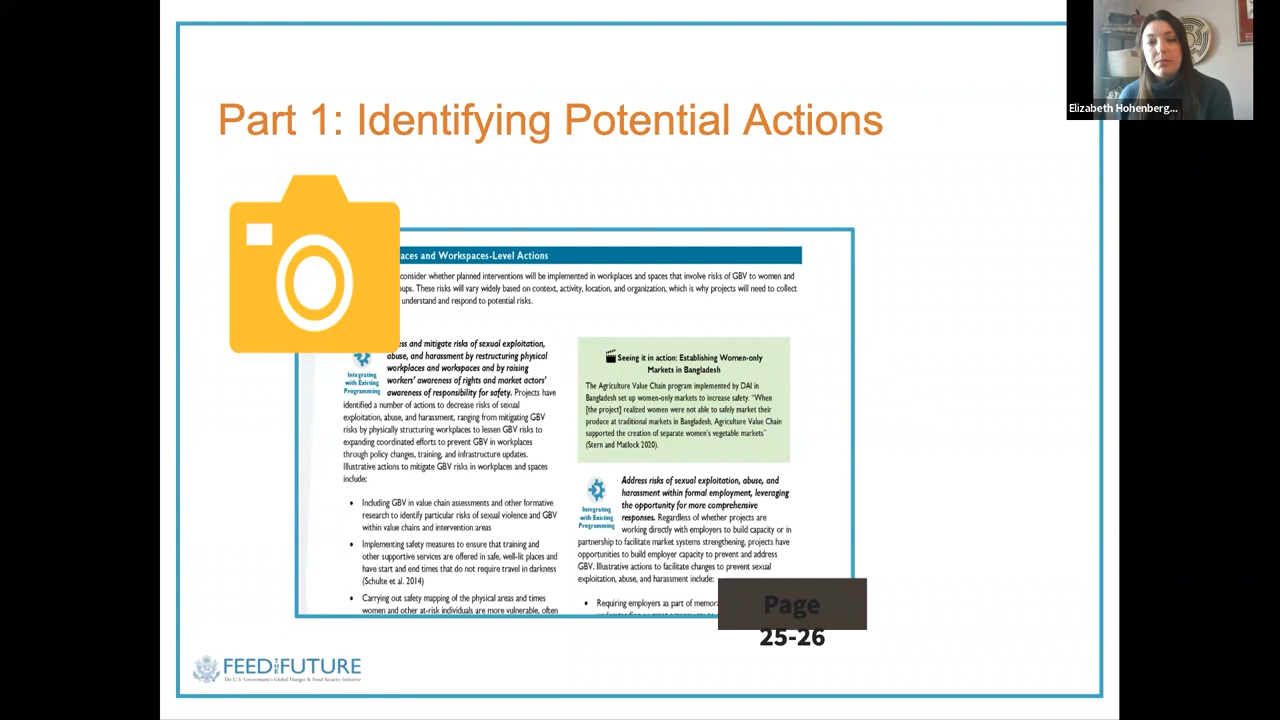 Elizabeth Hohenberg...
Part 1: Identifying Potential Actions
aces and Workspaces-Level Actions
consider whether planned interventions will be implemented in workplaces and spaces that involve risks of GBV to women and
oups. These risks will vary widely based on context, activity, location, and organization, which is why projects will need to collect
understand and respond to potential risks.
ess and mitigate risks of sexual exploitation,
abuse, and harassment by restructuring physical
workplaces and workspaces and by raising
workers' awareness of rights and market actors'
awareness of responsibility for safety. Projects have
Integrating
with Existing
Programming
identified a number of actions to decrease risks of sexual
exploitation, abuse, and harassment, ranging from mitigating GBV
risks by physically structuring workplaces to lessen GBV risks to
expanding coordinated efforts to prevent GBV in workplaces
through policy changes, training, and infrastructure updates.
Illustrative actions to mitigate GBV risks in workplaces and spaces
include:
• Including GBV in value chain assessments and other formative
research to identify particular risks of sexual violence and GBV
within value chains and intervention areas
• Implementing safety measures to ensure that training and
other supportive services are offered in safe, well-lit places and
have start and end times that do not require travel in darkness
(Schulte et al. 2014)
• Carrying out safety mapping of the physical areas and times
women and other at-risk individuals are more vulnerable, often
Seeing it in action: Establishing Women-only
Markets in Bangladesh
The Agriculture Value Chain program implemented by DAI in
Bangladesh set up women-only markets to increase safety. "When
[the project] realized women were not able to safely market their
produce at traditional markets in Bangladesh, Agriculture Value Chain
supported the creation of separate women's vegetable markets"
(Stern and Matlock 2020).
Address risks of sexual exploitation, abuse, and
harassment within formal employment, leveraging
the opportunity for more comprehensive
responses. Regardless of whether projects are
Integrating
with Existing
Programming
working directly with employers to build capacity or in
partnership to facilitate market systems strengthening, projects have
opportunities to build employer capacity to prevent and address
GBV. Illustrative actions to facilitate changes to prevent sexual
exploitation, abuse, and harassment include:
• Requiring employers as part of memora
Page
25-26
FEED THE FUTURE
The U.S. Government's Global Hunger & Food Security Initiative